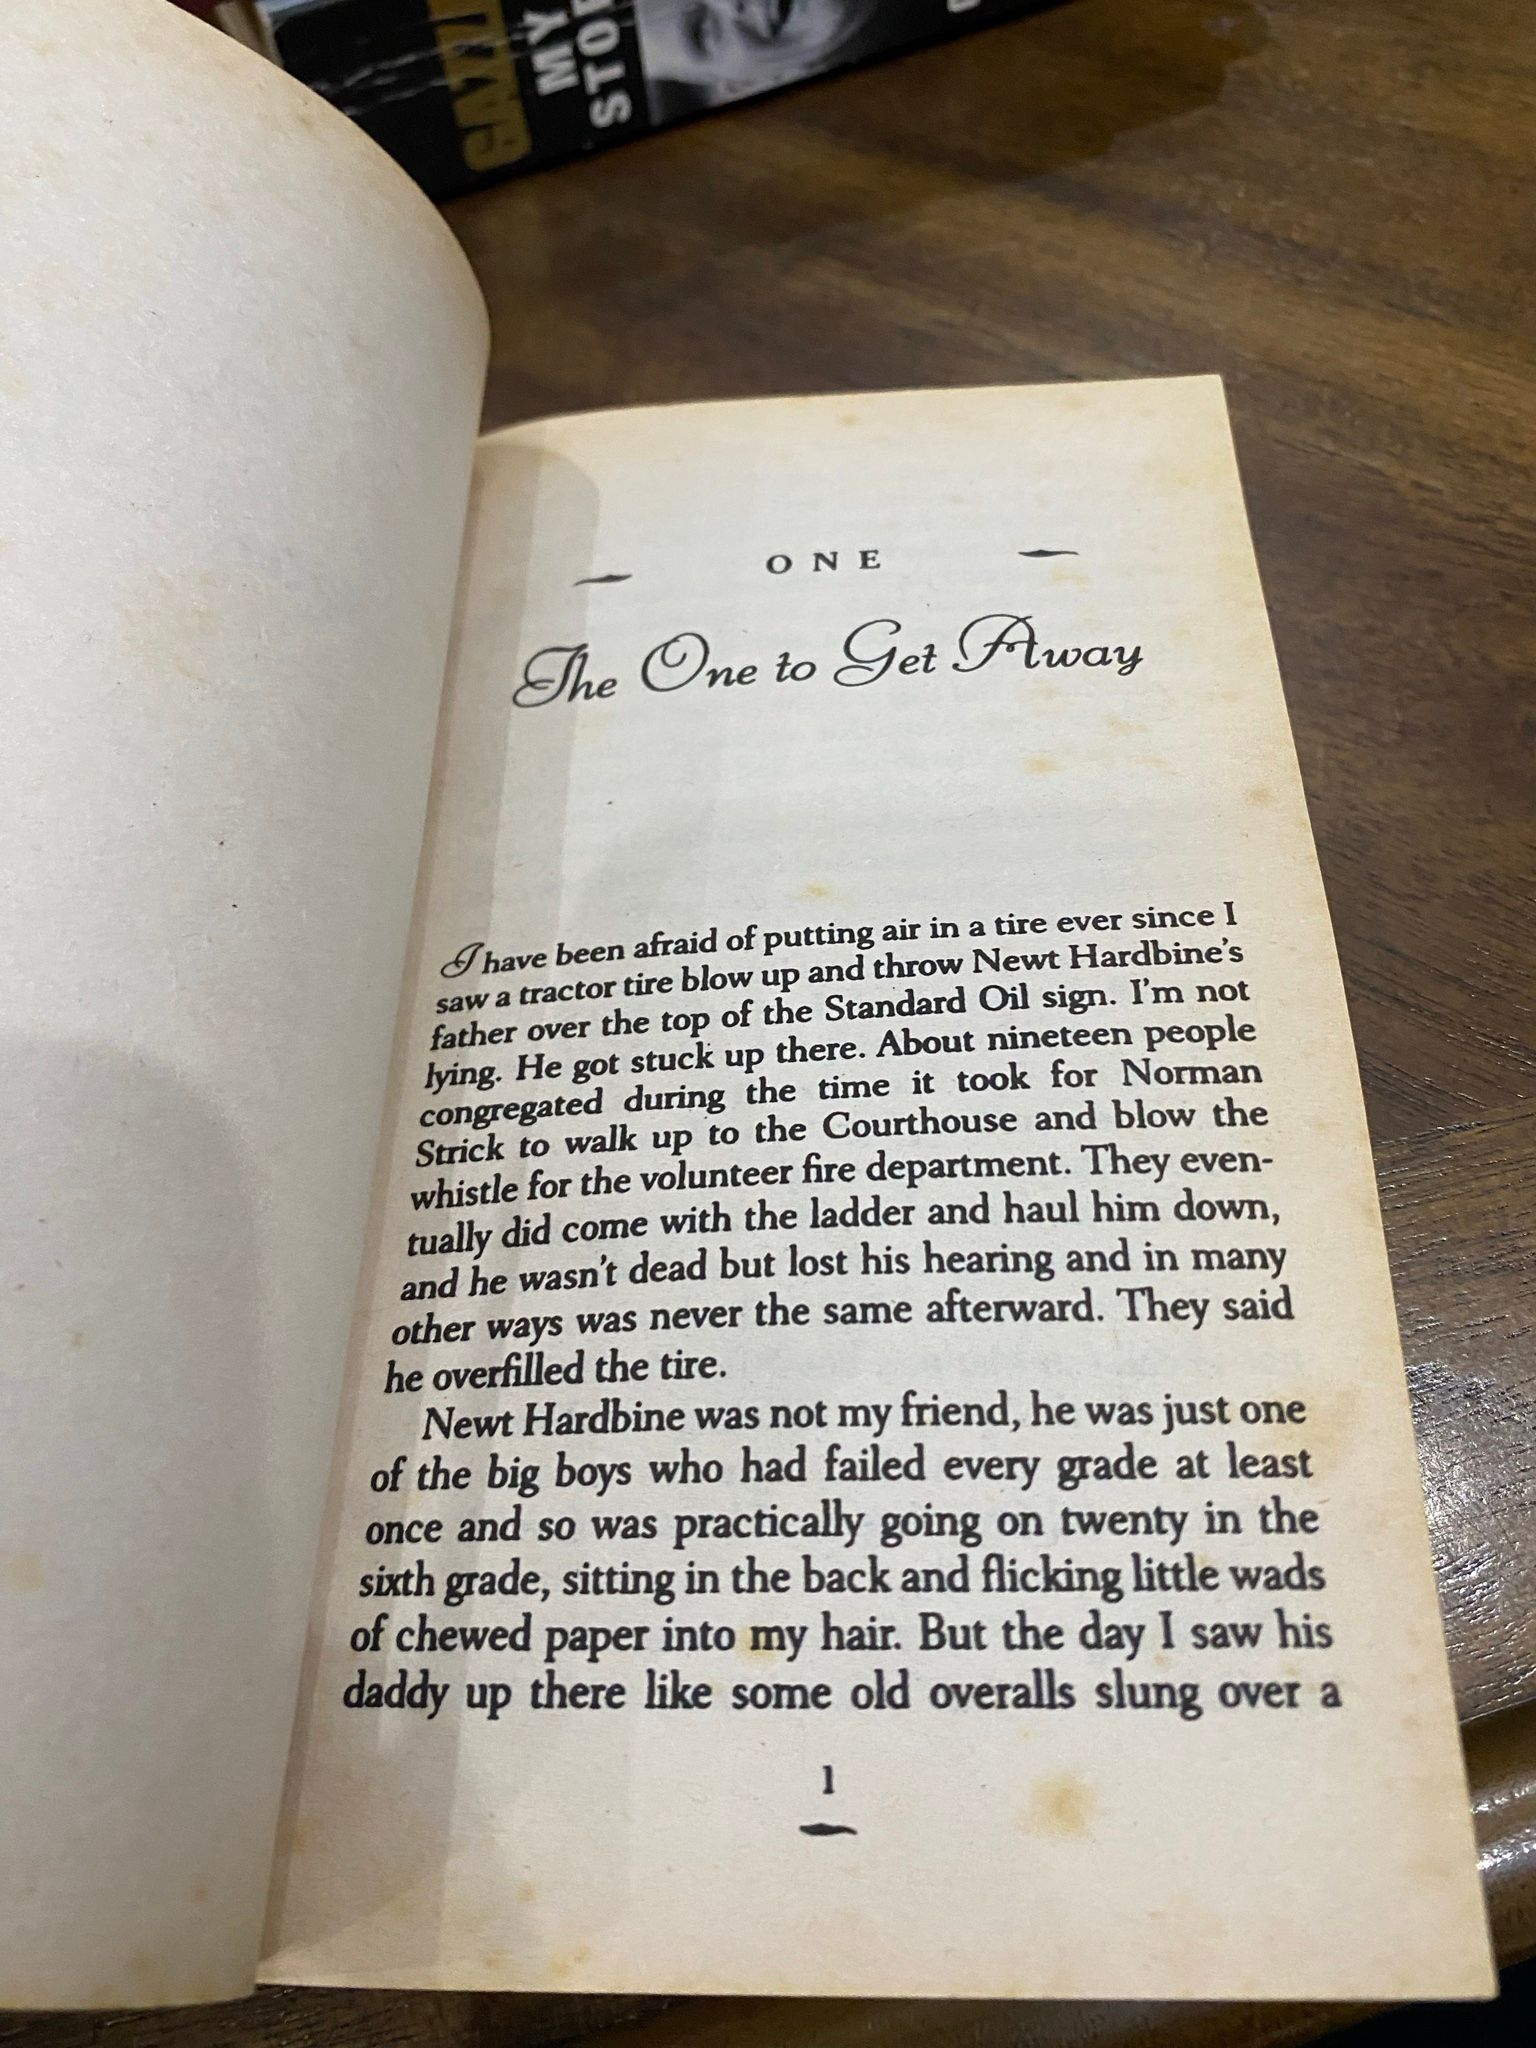 GAZZ
MY
STO
ONE
The One to Get Away
I have been afraid of putting air in a tire ever since I
saw a tractor tire blow up and throw Newt Hardbine's
father over the top of the Standard Oil sign. I'm not
lying. He got stuck up there. About nineteen people
congregated during the time it took for Norman
Strick to walk up to the Courthouse and blow the
whistle for the volunteer fire department. They even-
tually did come with the ladder and haul him down,
and he wasn't dead but lost his hearing and in many
other ways was never the same afterward. They said
he overfilled the tire.
Newt Hardbine was not my friend, he was just one
of the big boys who had failed every grade at least
once and so was practically going on twenty in the
sixth grade, sitting in the back and flicking little wads
of chewed paper into my hair. But the day I saw his
daddy up there like some old overalls slung over a
1